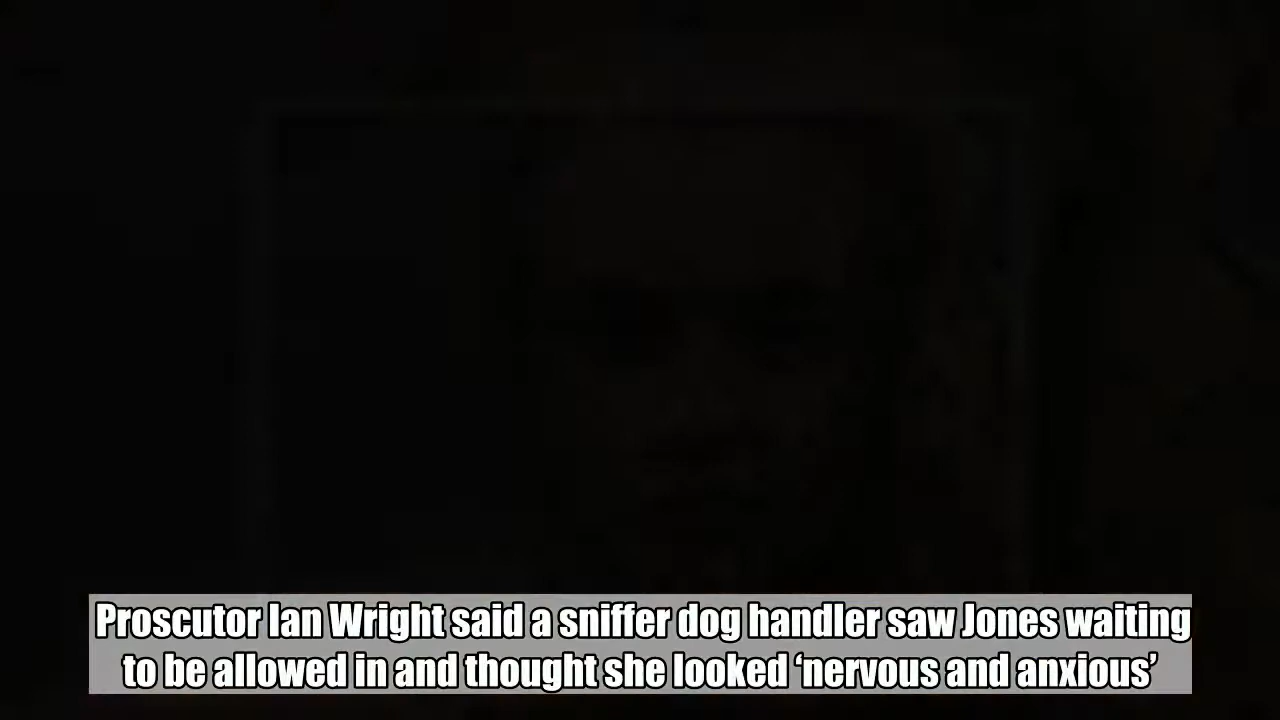 Proscutor Ian Wright said a sniffer dog handler saw Jones waiting
to be allowed in and thought she looked ‘nervous and anxious’